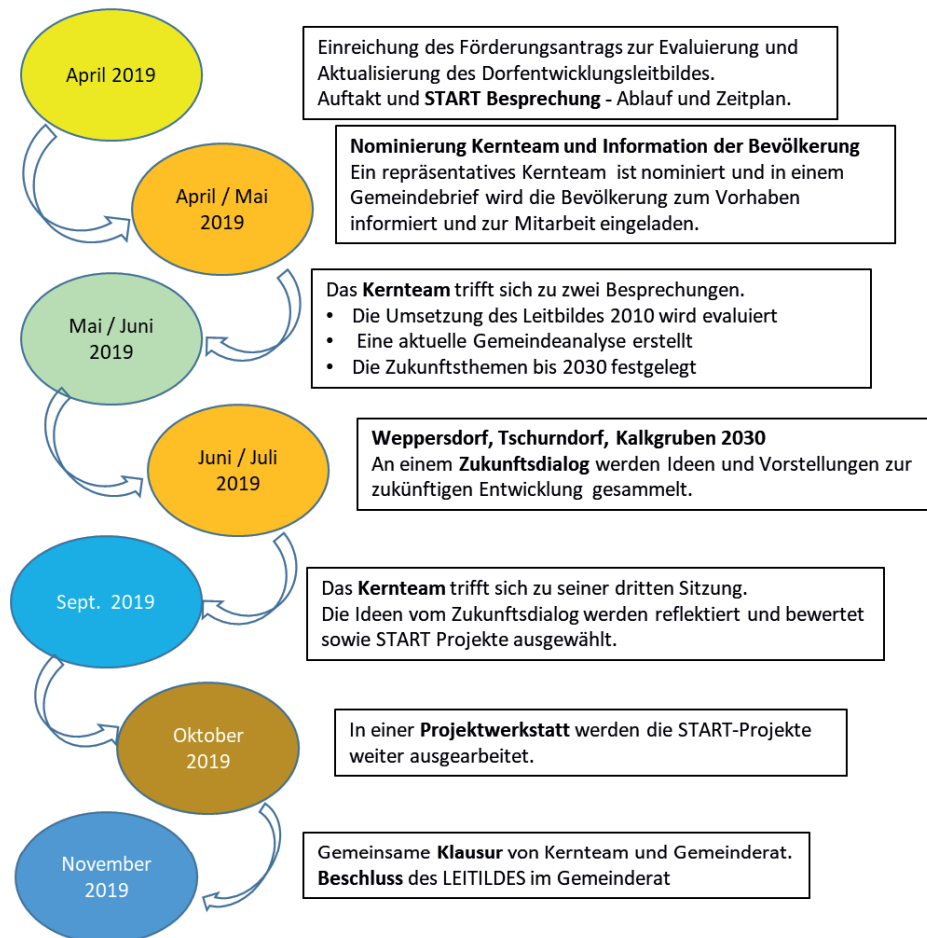 April 2019
Einreichung des Förderungsantrags zur Evaluierung und
Aktualisierung des Dorfentwicklungsleitbildes.
Auftakt und START Besprechung - Ablauf und Zeitplan.
April / Mai
2019
Nominierung Kernteam und Information der Bevölkerung
Ein repräsentatives Kernteam ist nominiert und in einem
Gemeindebrief wird die Bevölkerung zum Vorhaben
informiert und zur Mitarbeit eingeladen.
Mai / Juni
2019
Das Kernteam trifft sich zu zwei Besprechungen.
• Die Umsetzung des Leitbildes 2010 wird evaluiert
• Eine aktuelle Gemeindeanalyse erstellt
• Die Zukunftsthemen bis 2030 festgelegt
Juni / Juli
2019
Weppersdorf, Tschurndorf, Kalkgruben 2030
An einem Zukunftsdialog werden Ideen und Vorstellungen zur
zukünftigen Entwicklung gesammelt.
Sept. 2019
Das Kernteam trifft sich zu seiner dritten Sitzung.
Die Ideen vom Zukunftsdialog werden reflektiert und bewertet
sowie START Projekte ausgewählt.
Oktober
2019
In einer Projektwerkstatt werden die START-Projekte
weiter ausgearbeitet.
November
2019
Gemeinsame Klausur von Kernteam und Gemeinderat.
Beschluss des LEITILDES im Gemeinderat